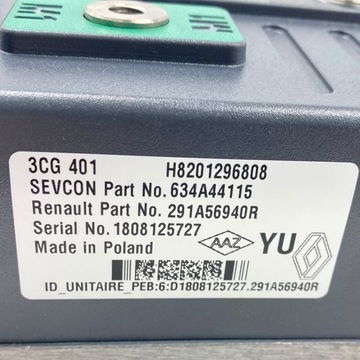 M1
3CG 401 H8201296808
SEVCON Part No.634A44115
Renault Part No.291A56940R
Serial No.1808125727
Made in Poland AAZ YU
ID_UNITAIRE_PEB:6:D1808125727.291A56940R